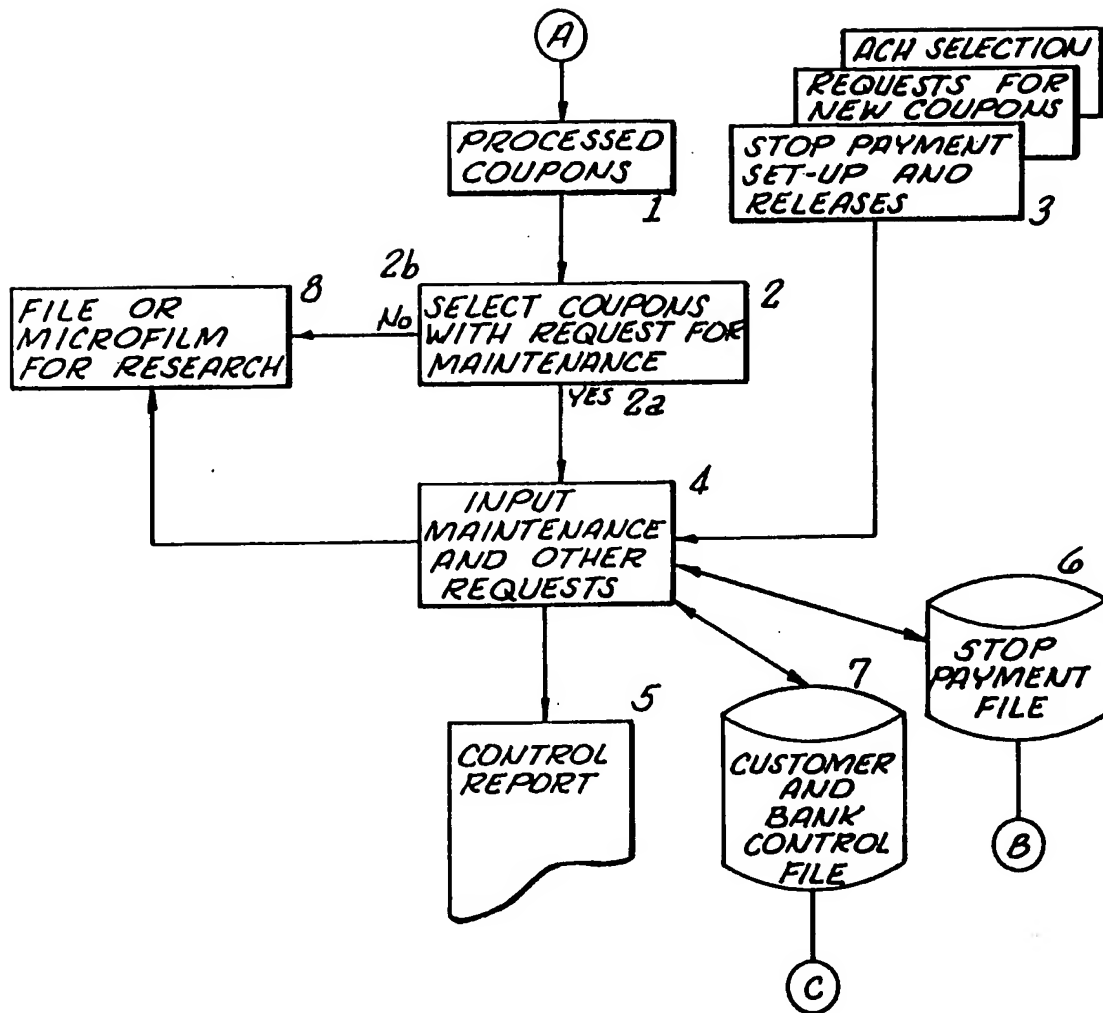 A
ACH SELECTION
REQUESTS FOR
NEW COUPONS
STOP PAYMENT
SET-UP AND
RELEASES
3
PROCESSED
COUPONS
1
2b
2
SELECT COUPONS
WITH REQUEST FOR
MAINTENANCE
No
YES 2a
8
FILE OR
MICROFILM
FOR RESEARCH
4
INPUT
MAINTENANCE
AND OTHER
REQUESTS
6
STOP
PAYMENT
FILE
7
CUSTOMER
AND
BANK
CONTROL
FILE
5
CONTROL
REPORT
B
C